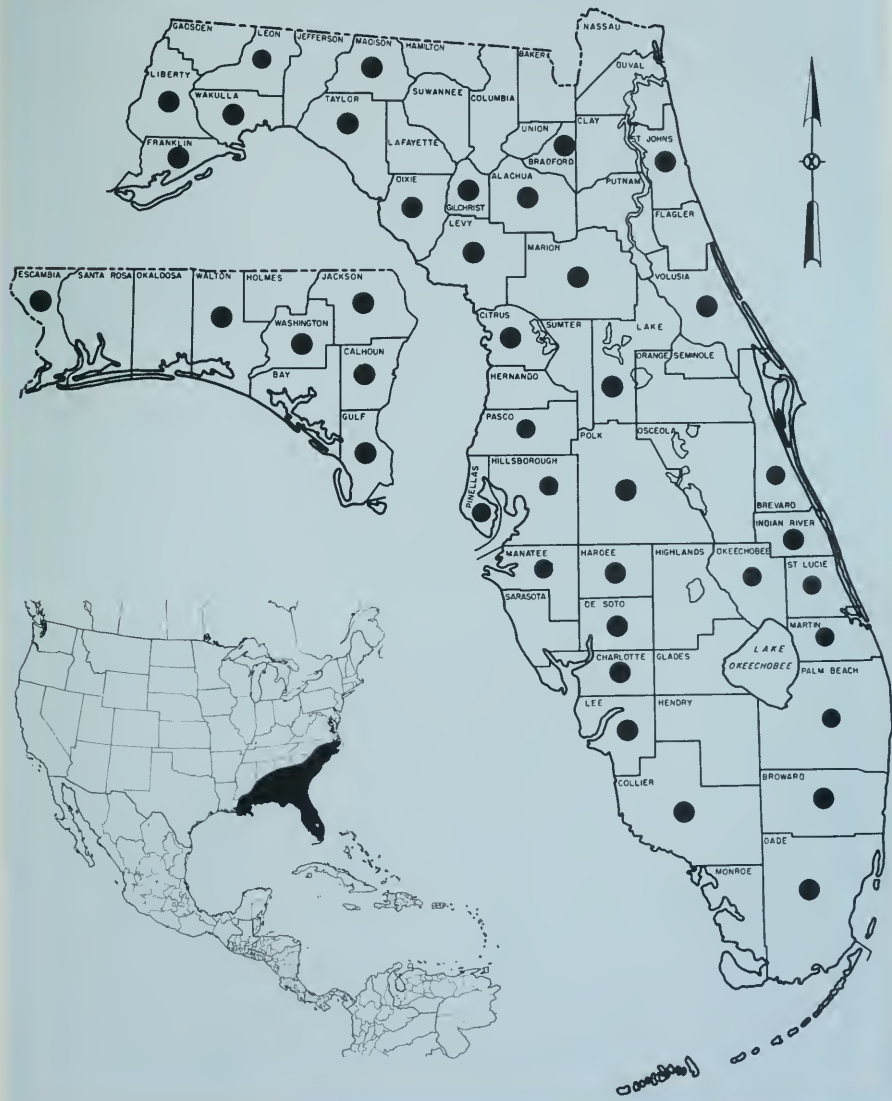 NASSAU
GADSDEN
LEON
JEFFERSON
MADISON
HAMILTON
BAKER
DUVAL
LIBERTY
WAKULLA
TAYLOR
SUWANNEE
COLUMBIA
UNION
CLAY
ST JOHNS
FRANKLIN
LAFAYETTE
BRADFORD
DIXIE
GILCHRIST
ALACHUA
PUTNAM
FLAGLER
LEVY
MARION
VOLUSIA
ESCAMBIA
SANTA ROSA
OKALOOSA
WALTON
HOLMES
JACKSON
WASHINGTON
CALHOUN
BAY
GULF
CITRUS
SUMTER
LAKE
ORANGE
SEMINOLE
HERNANDO
PASCO
POLK
OSCEOLA
PINELLAS
HILLSBOROUGH
BREVARD
INDIAN RIVER
MANATEE
HARDEE
HIGHLANDS
OKEECHOBEE
ST LUCIE
SARASOTA
DE SOTO
MARTIN
CHARLOTTE
GLADES
LAKE
OKEECHOBEE
PALM BEACH
LEE
HENDRY
COLLIER
BROWARD
DADE
MONROE